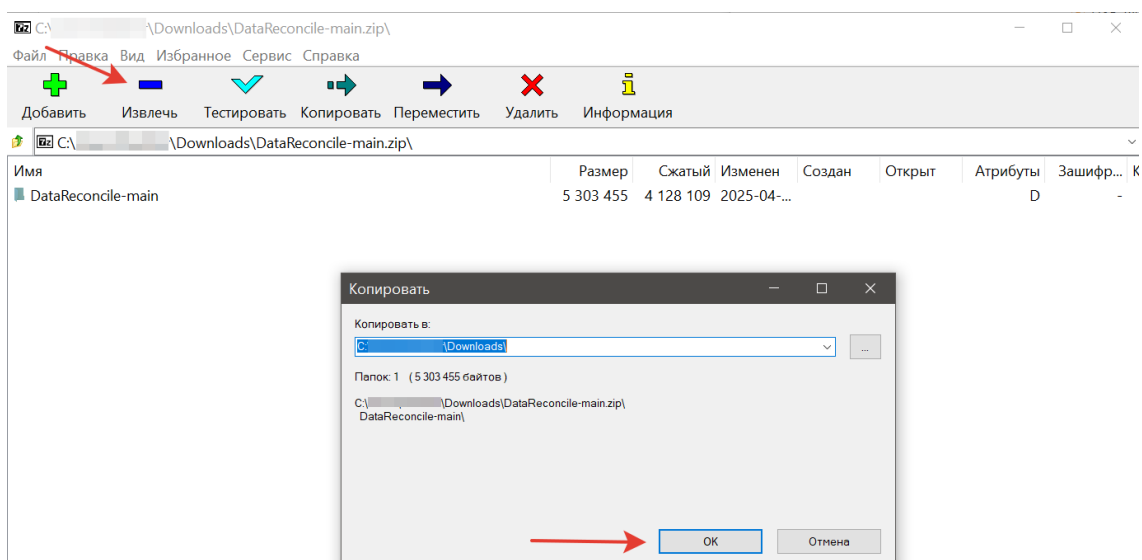 C:\ \Downloads\DataReconcile-main.zip\
Файл Правка Вид Избранное Сервис Справка
Добавить Извлечь Тестировать Копировать Переместить Удалить Информация
C:\ \Downloads\DataReconcile-main.zip\
Имя Размер Сжатый Изменен Создан Открыт Атрибуты Зашифр... К
DataReconcile-main 5 303 455 4 128 109 2025-04-... D -
Копировать
Копировать в:
C:\ \Downloads\
...
Папок: 1 ( 5 303 455 байтов )
C:\ \Downloads\DataReconcile-main.zip\
DataReconcile-main\
OK Отмена